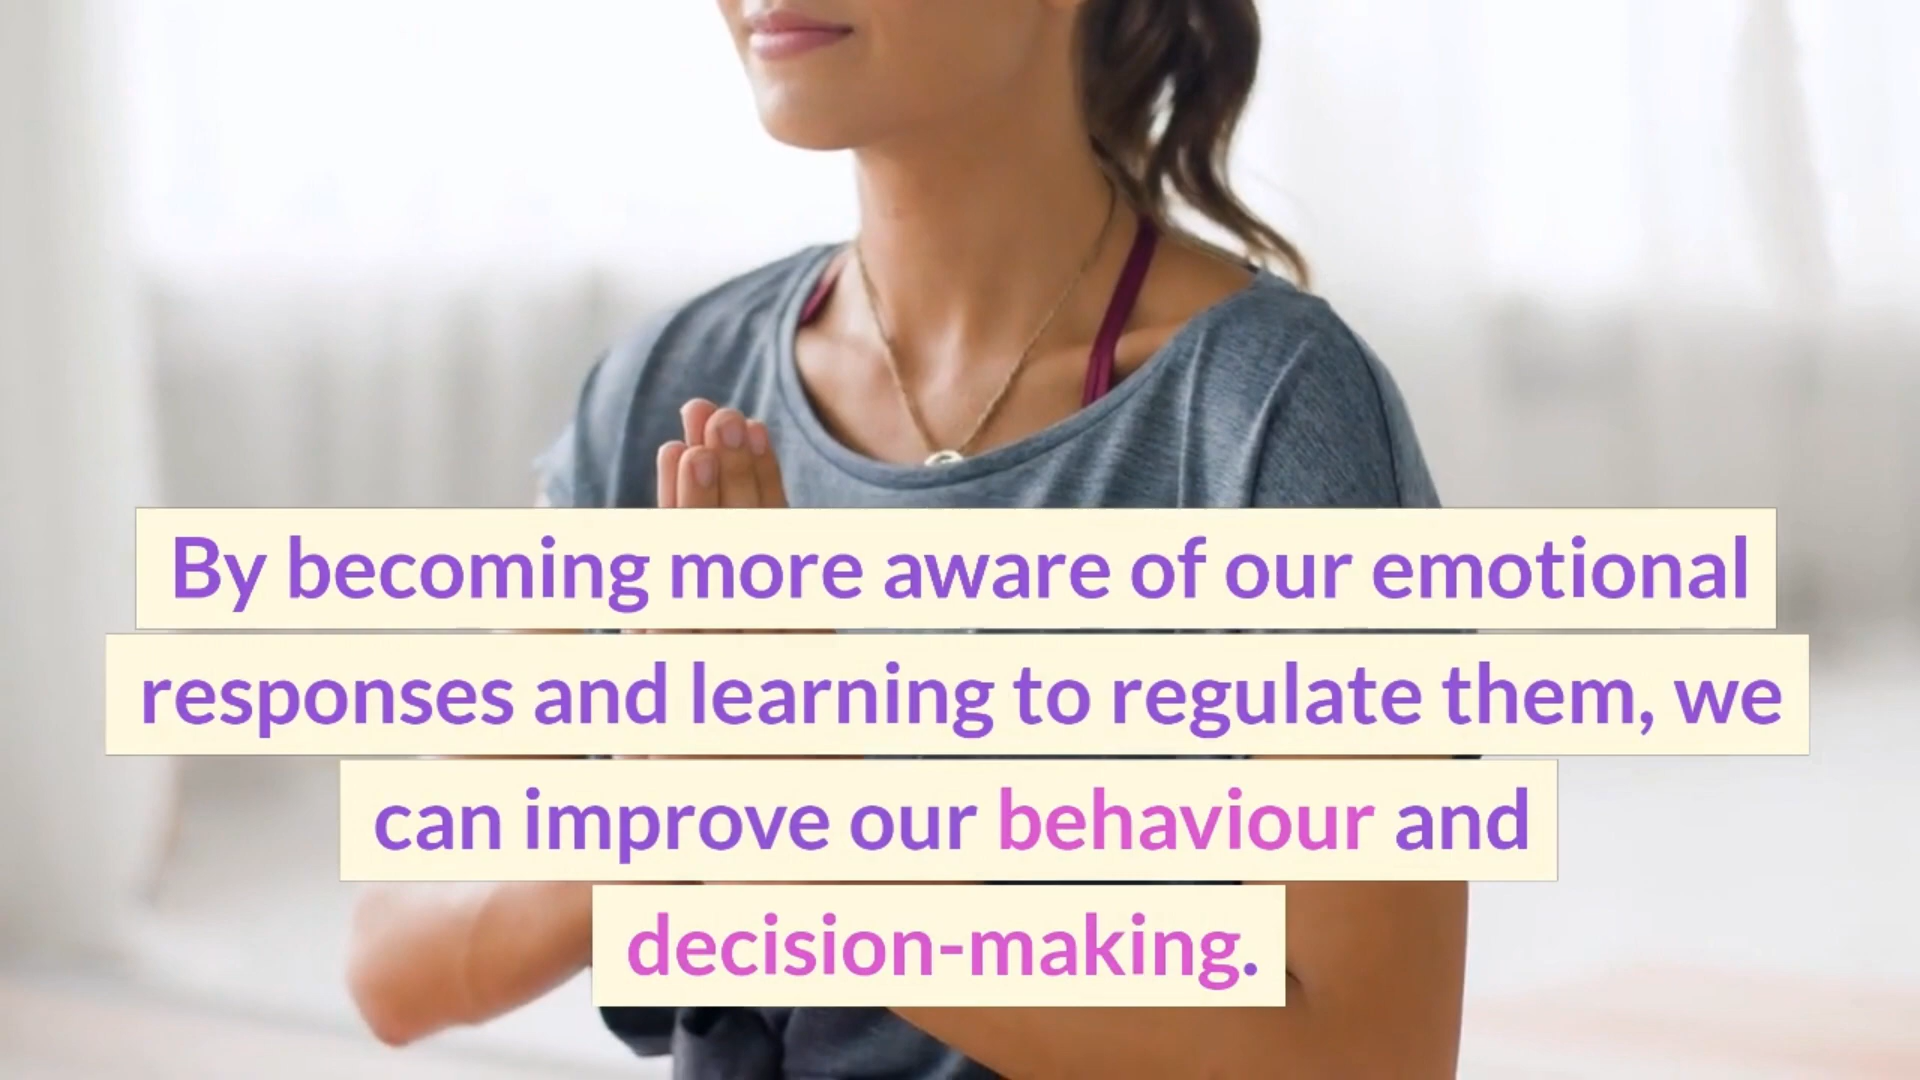 By becoming more aware of our emotional
responses and learning to regulate them, we
can improve our behaviour and
decision-making.